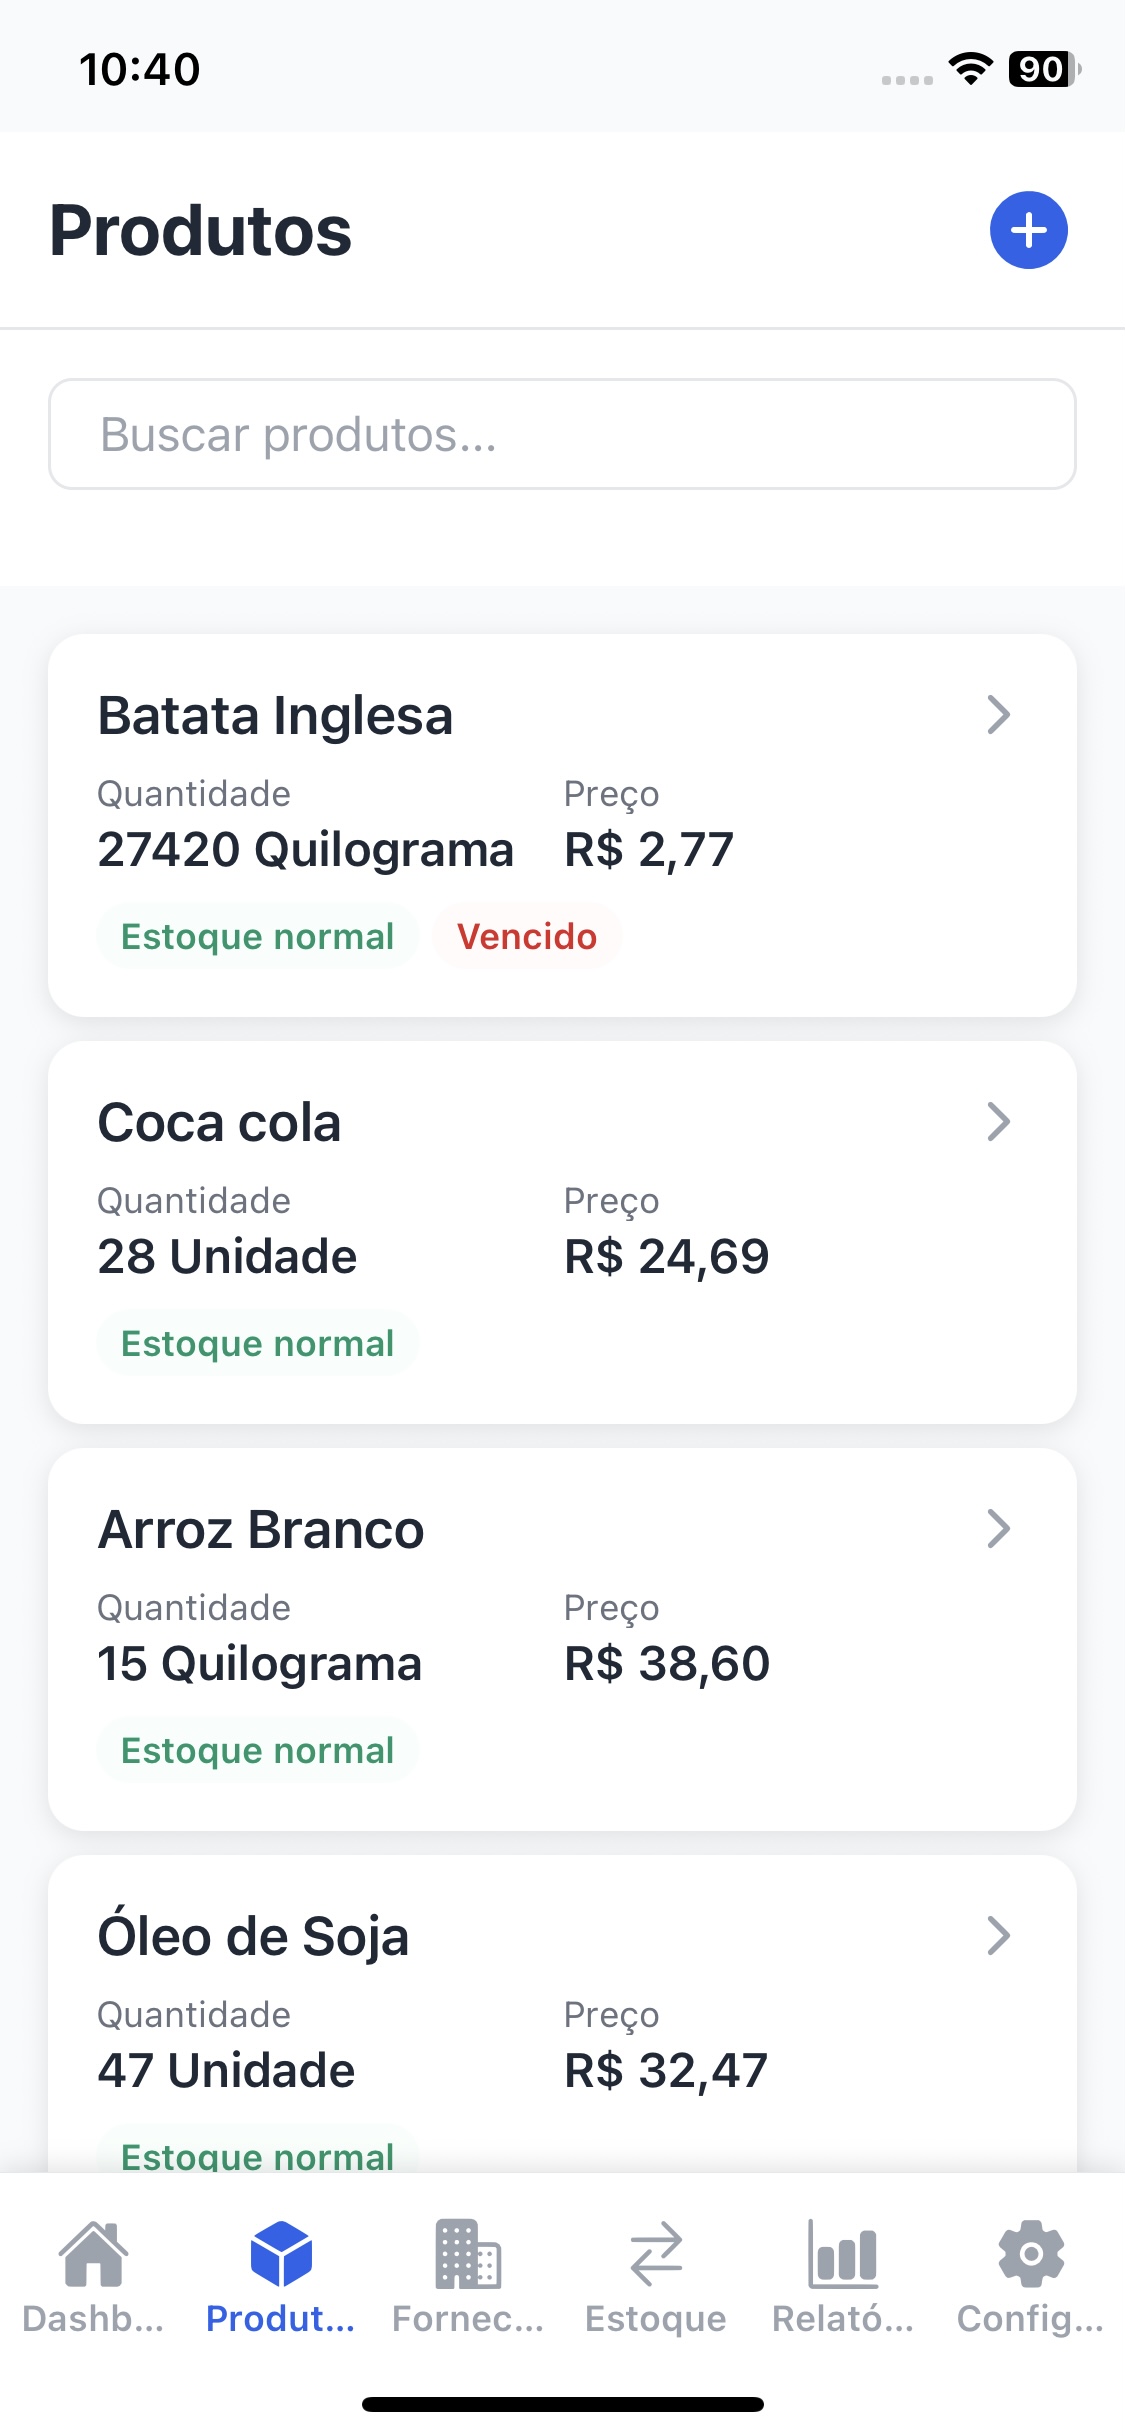 10:40
90
Produtos
Buscar produtos...
Batata Inglesa
Quantidade Preço
27420 Quilograma R$ 2,77
Estoque normal Vencido
Coca cola
Quantidade Preço
28 Unidade R$ 24,69
Estoque normal
Arroz Branco
Quantidade Preço
15 Quilograma R$ 38,60
Estoque normal
Óleo de Soja
Quantidade Preço
47 Unidade R$ 32,47
Estoque normal
Dashb... Produt... Fornec... Estoque Relató... Config...